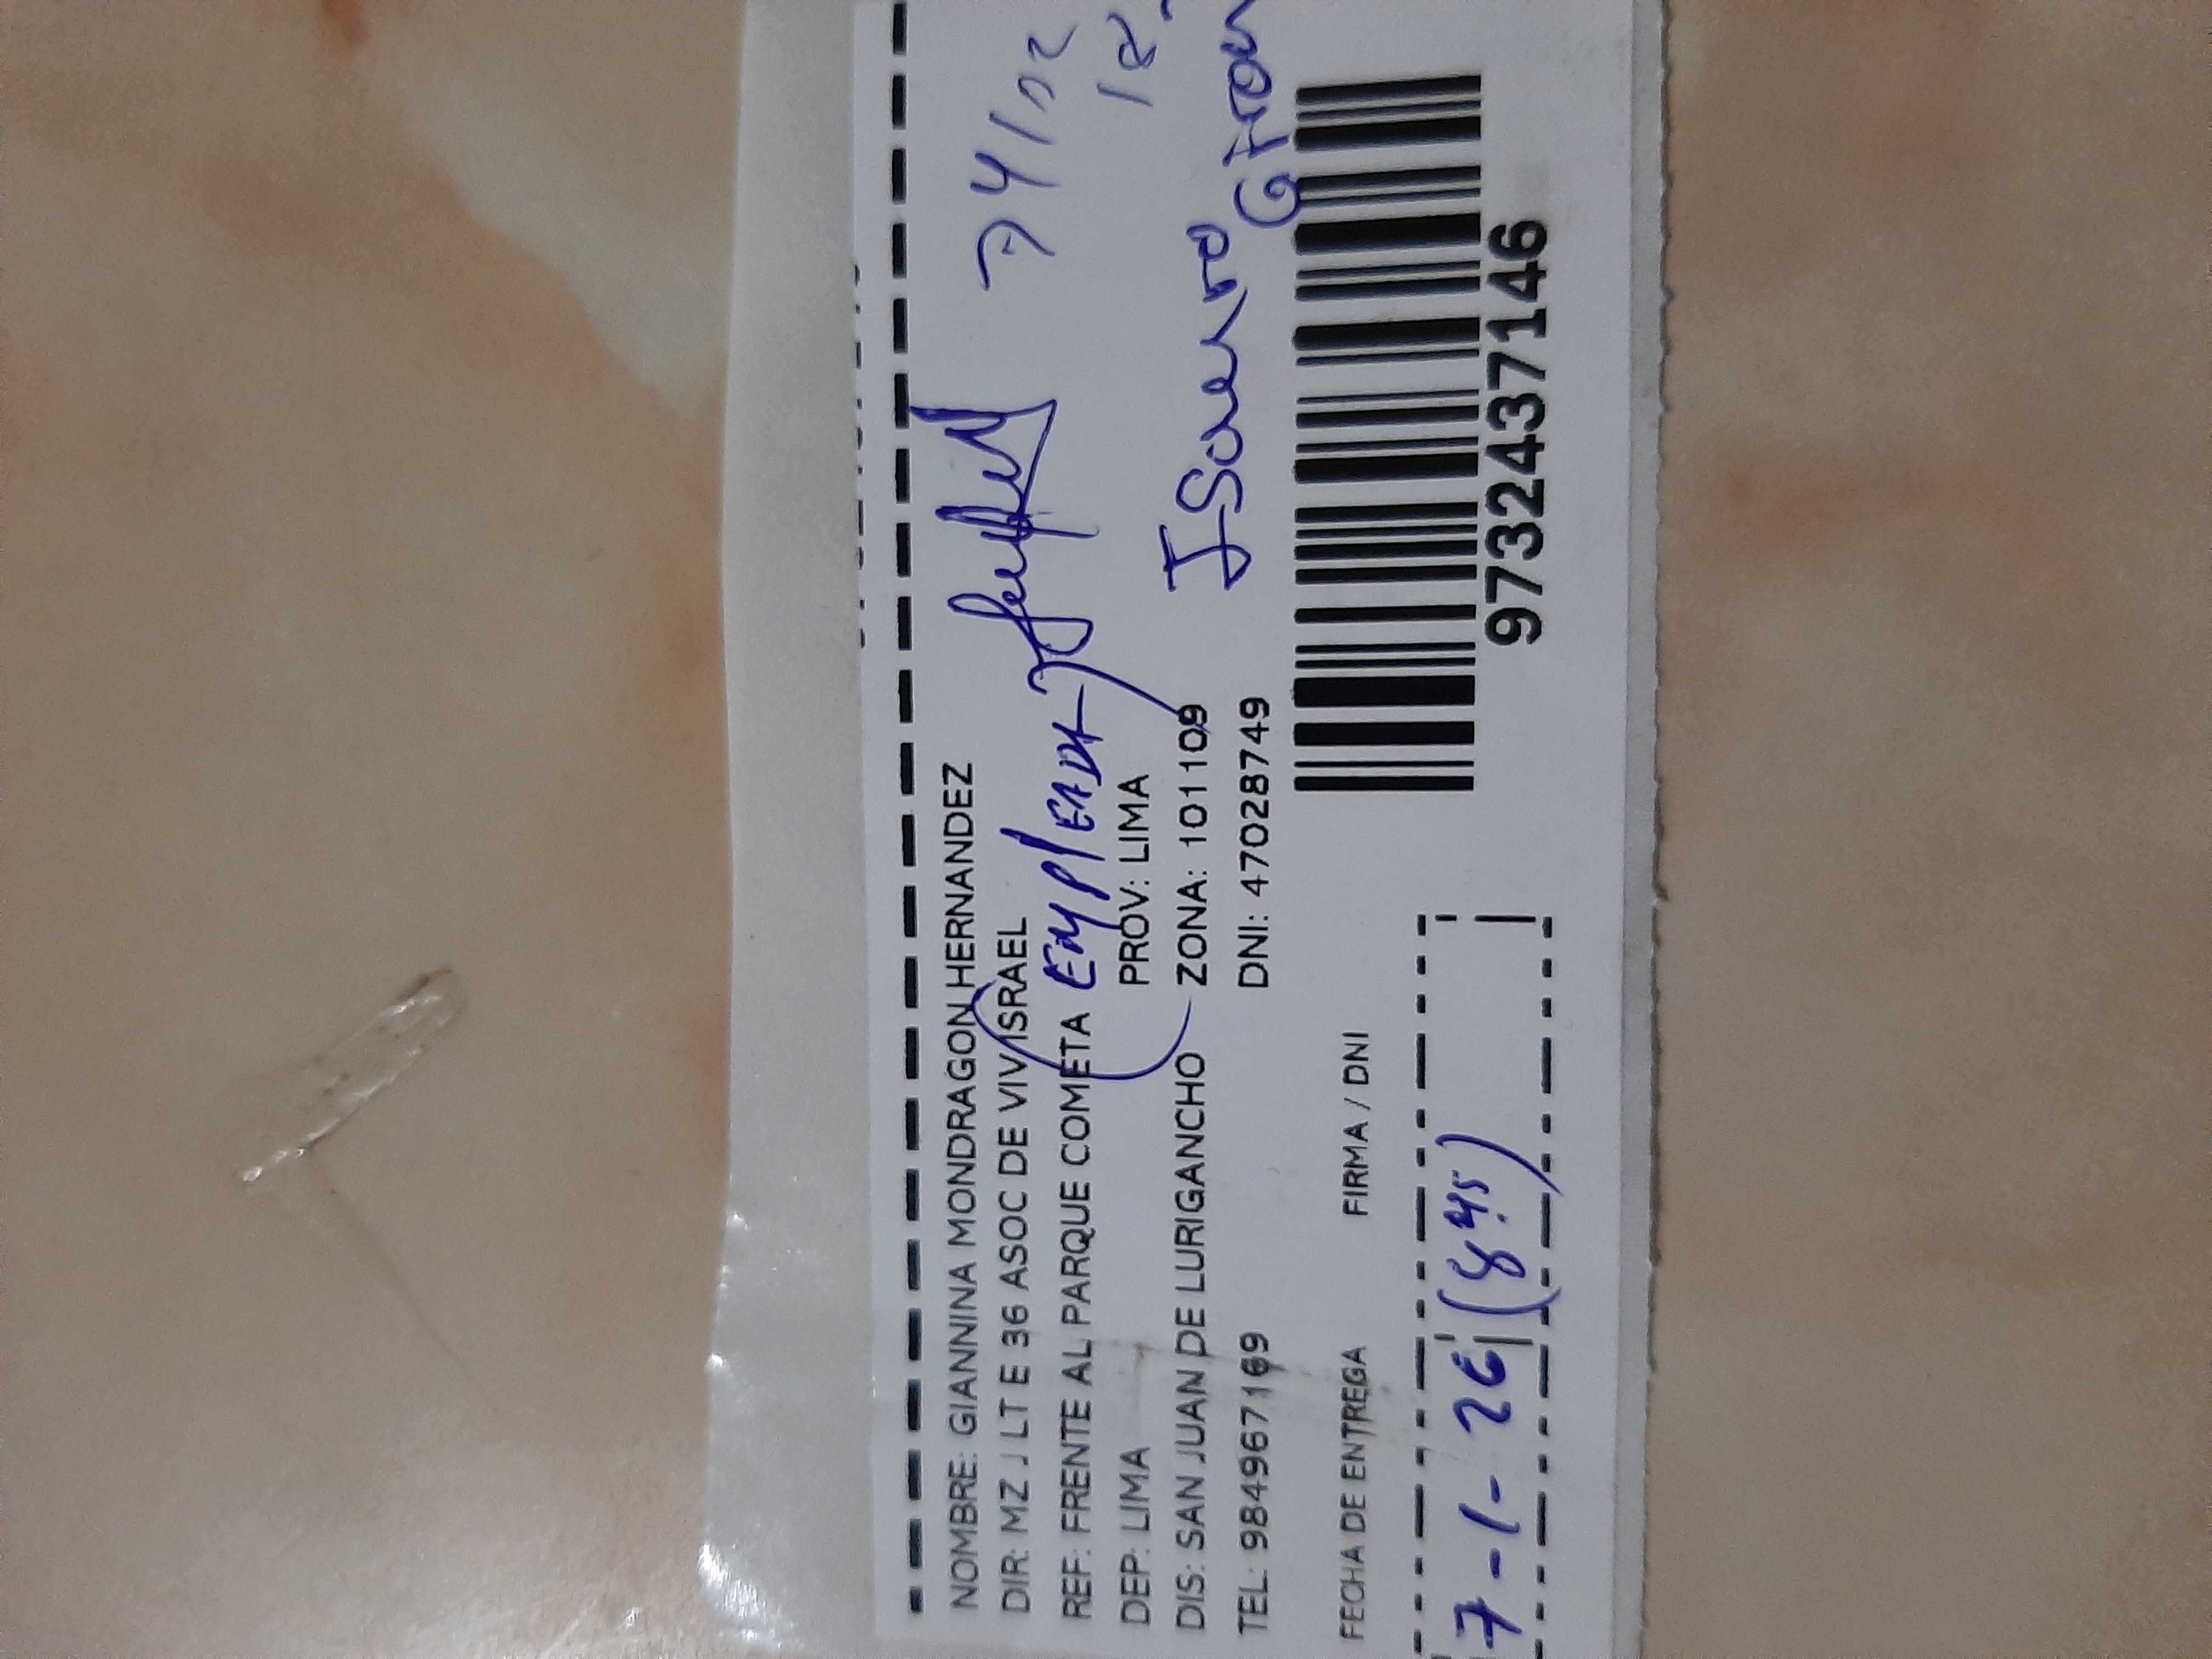 NOMBRE: GIANNINA MONDRAGON HERNANDEZ
DIR: MZ J LT E 36 ASOC DE VIV ISRAEL
REF: FRENTE AL PARQUE COMETA
Empleada
DEP: LIMA PROV: LIMA
DIS: SAN JUAN DE LURIGANCHO ZONA: 101109
TEL: 984967169 DNI: 47028749
Isauro
FECHA DE ENTREGA FIRMA / DNI
7-1-26 (8:45)
9732437146